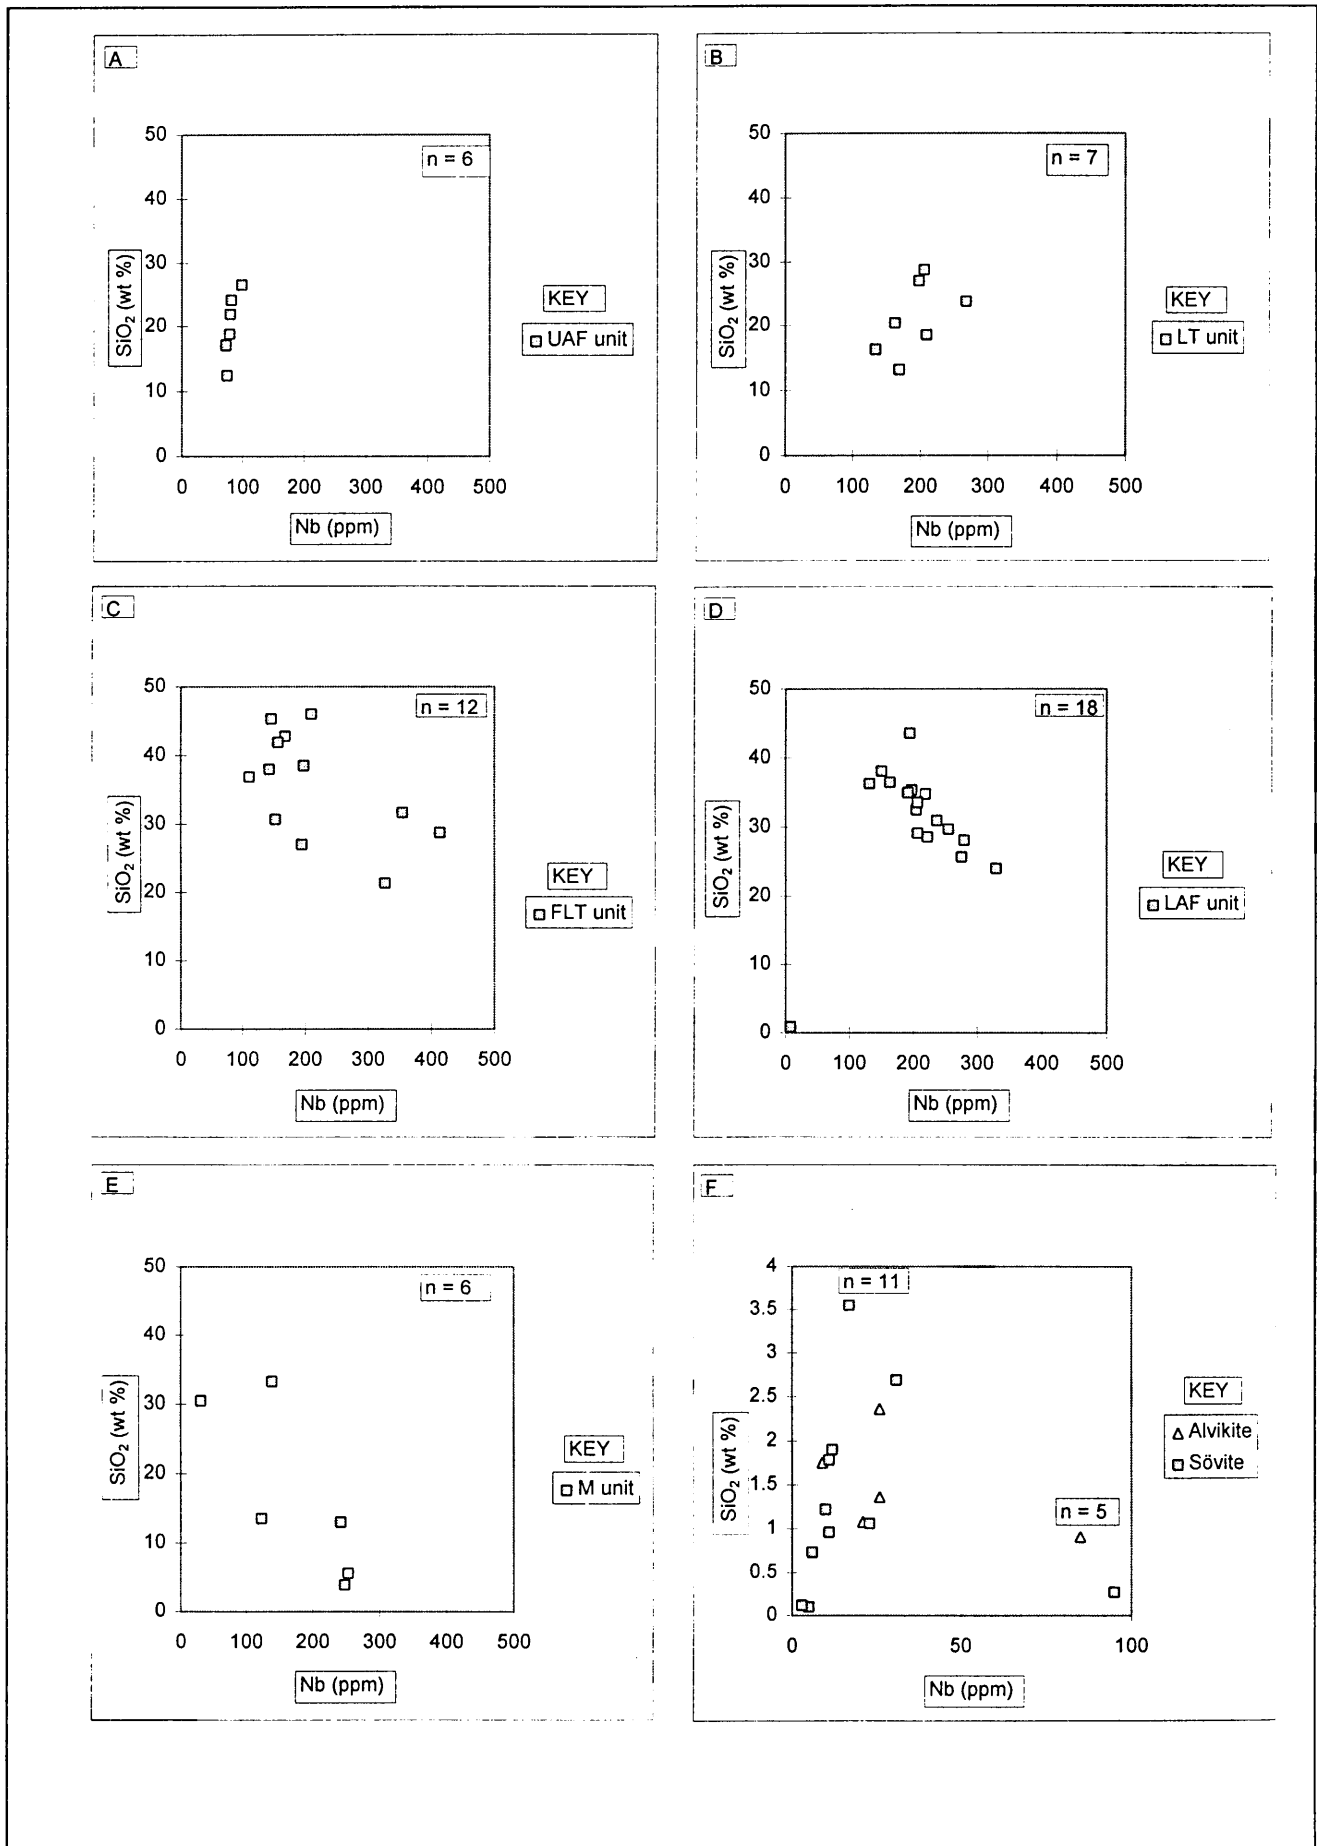 A
50
n = 6
40
30
20
10
0
SiO₂ (wt %)
0 100 200 300 400 500
Nb (ppm)
KEY
UAF unit
B
50
n = 7
40
30
20
10
0
SiO₂ (wt %)
0 100 200 300 400 500
Nb (ppm)
KEY
LT unit
C
50
n = 12
40
30
20
10
0
SiO₂ (wt %)
0 100 200 300 400 500
Nb (ppm)
KEY
FLT unit
D
50
n = 18
40
30
20
10
0
SiO₂ (wt %)
0 100 200 300 400 500
Nb (ppm)
KEY
LAF unit
E
50
n = 6
40
30
20
10
0
SiO₂ (wt %)
0 100 200 300 400 500
Nb (ppm)
KEY
M unit
F
4
n = 11
3.5
3
2.5
2
1.5
n = 5
1
0.5
0
SiO₂ (wt %)
0 50 100
Nb (ppm)
KEY
Alvikite
Sövite